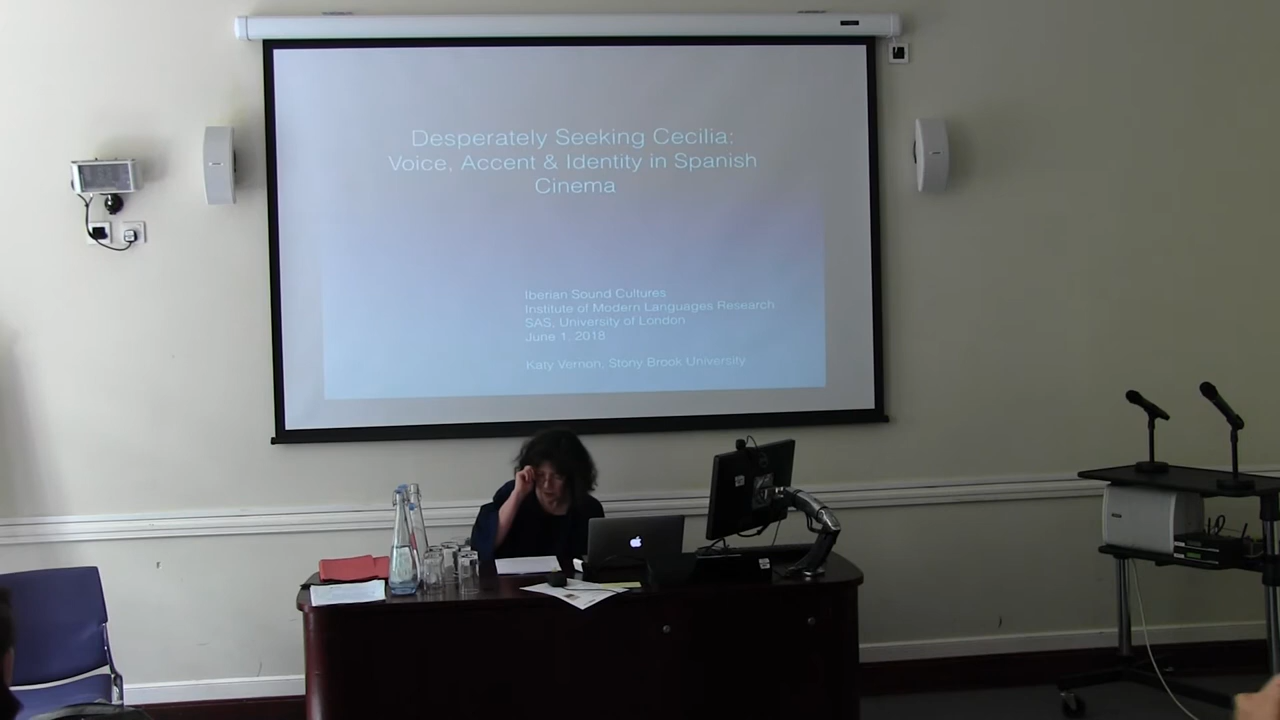 Desperately Seeking Cecilia:
Voice, Accent & Identity in Spanish
Cinema
Iberian Sound Cultures
Institute of Modern Languages Research
SAS, University of London
June 1, 2018
Katy Vernon, Stony Brook University